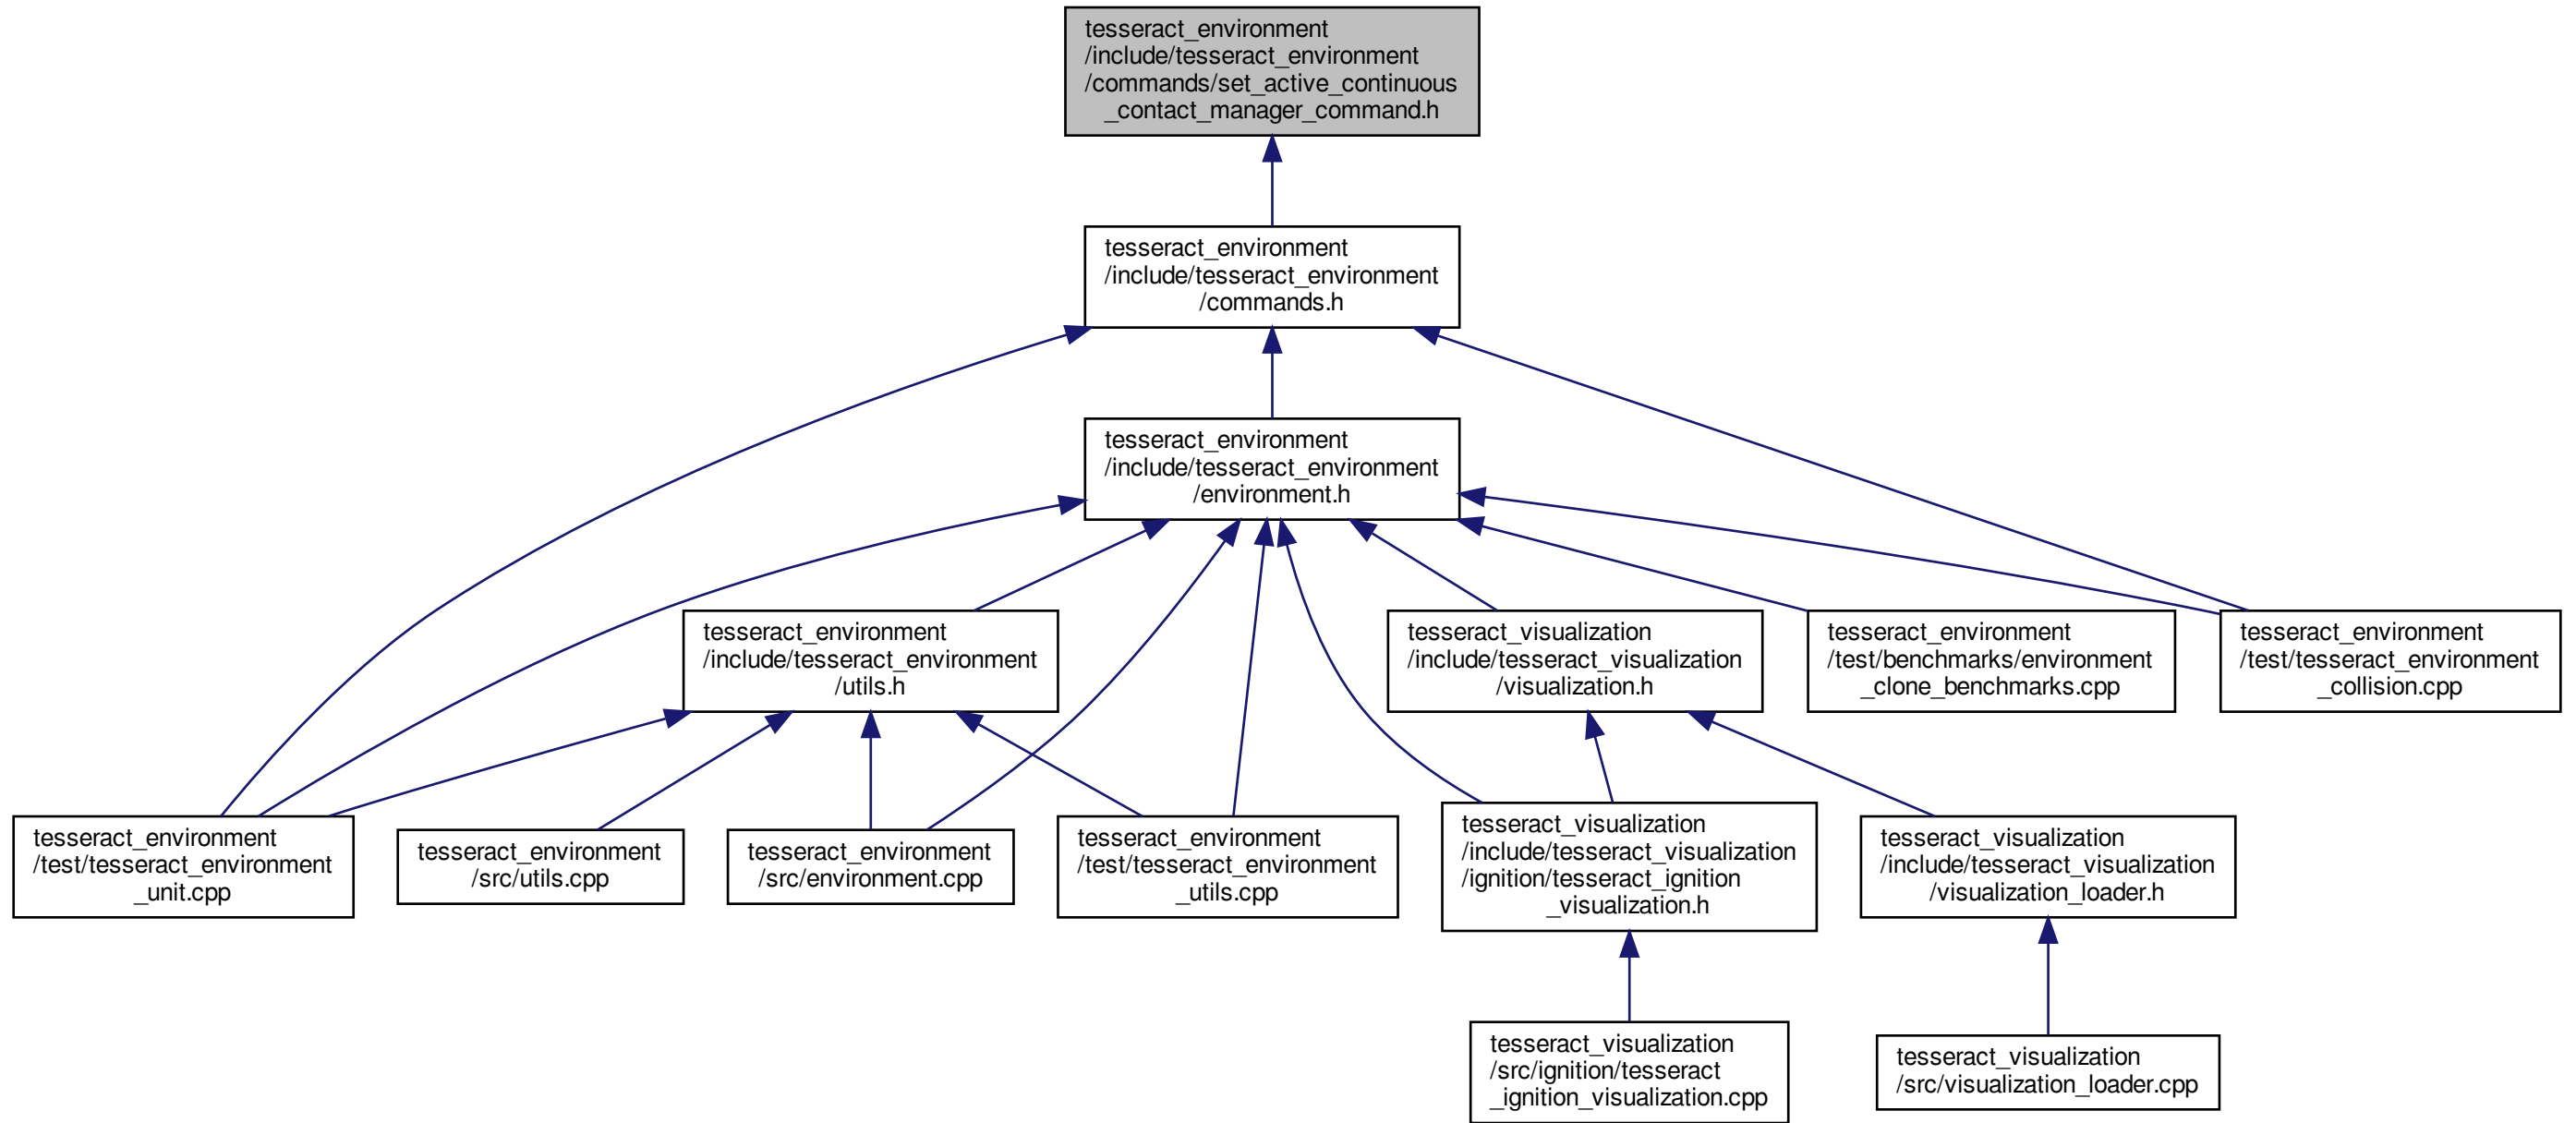 tesseract_environment
/include/tesseract_environment
/commands/set_active_continuous
_contact_manager_command.h
tesseract_environment
/include/tesseract_environment
/commands.h
tesseract_environment
/include/tesseract_environment
/environment.h
tesseract_environment
/include/tesseract_environment
/utils.h
tesseract_visualization
/include/tesseract_visualization
/visualization.h
tesseract_environment
/test/benchmarks/environment
_clone_benchmarks.cpp
tesseract_environment
/test/tesseract_environment
_collision.cpp
tesseract_environment
/test/tesseract_environment
_unit.cpp
tesseract_environment
/src/utils.cpp
tesseract_environment
/src/environment.cpp
tesseract_environment
/test/tesseract_environment
_utils.cpp
tesseract_visualization
/include/tesseract_visualization
/ignition/tesseract_ignition
_visualization.h
tesseract_visualization
/include/tesseract_visualization
/visualization_loader.h
tesseract_visualization
/src/ignition/tesseract
_ignition_visualization.cpp
tesseract_visualization
/src/visualization_loader.cpp